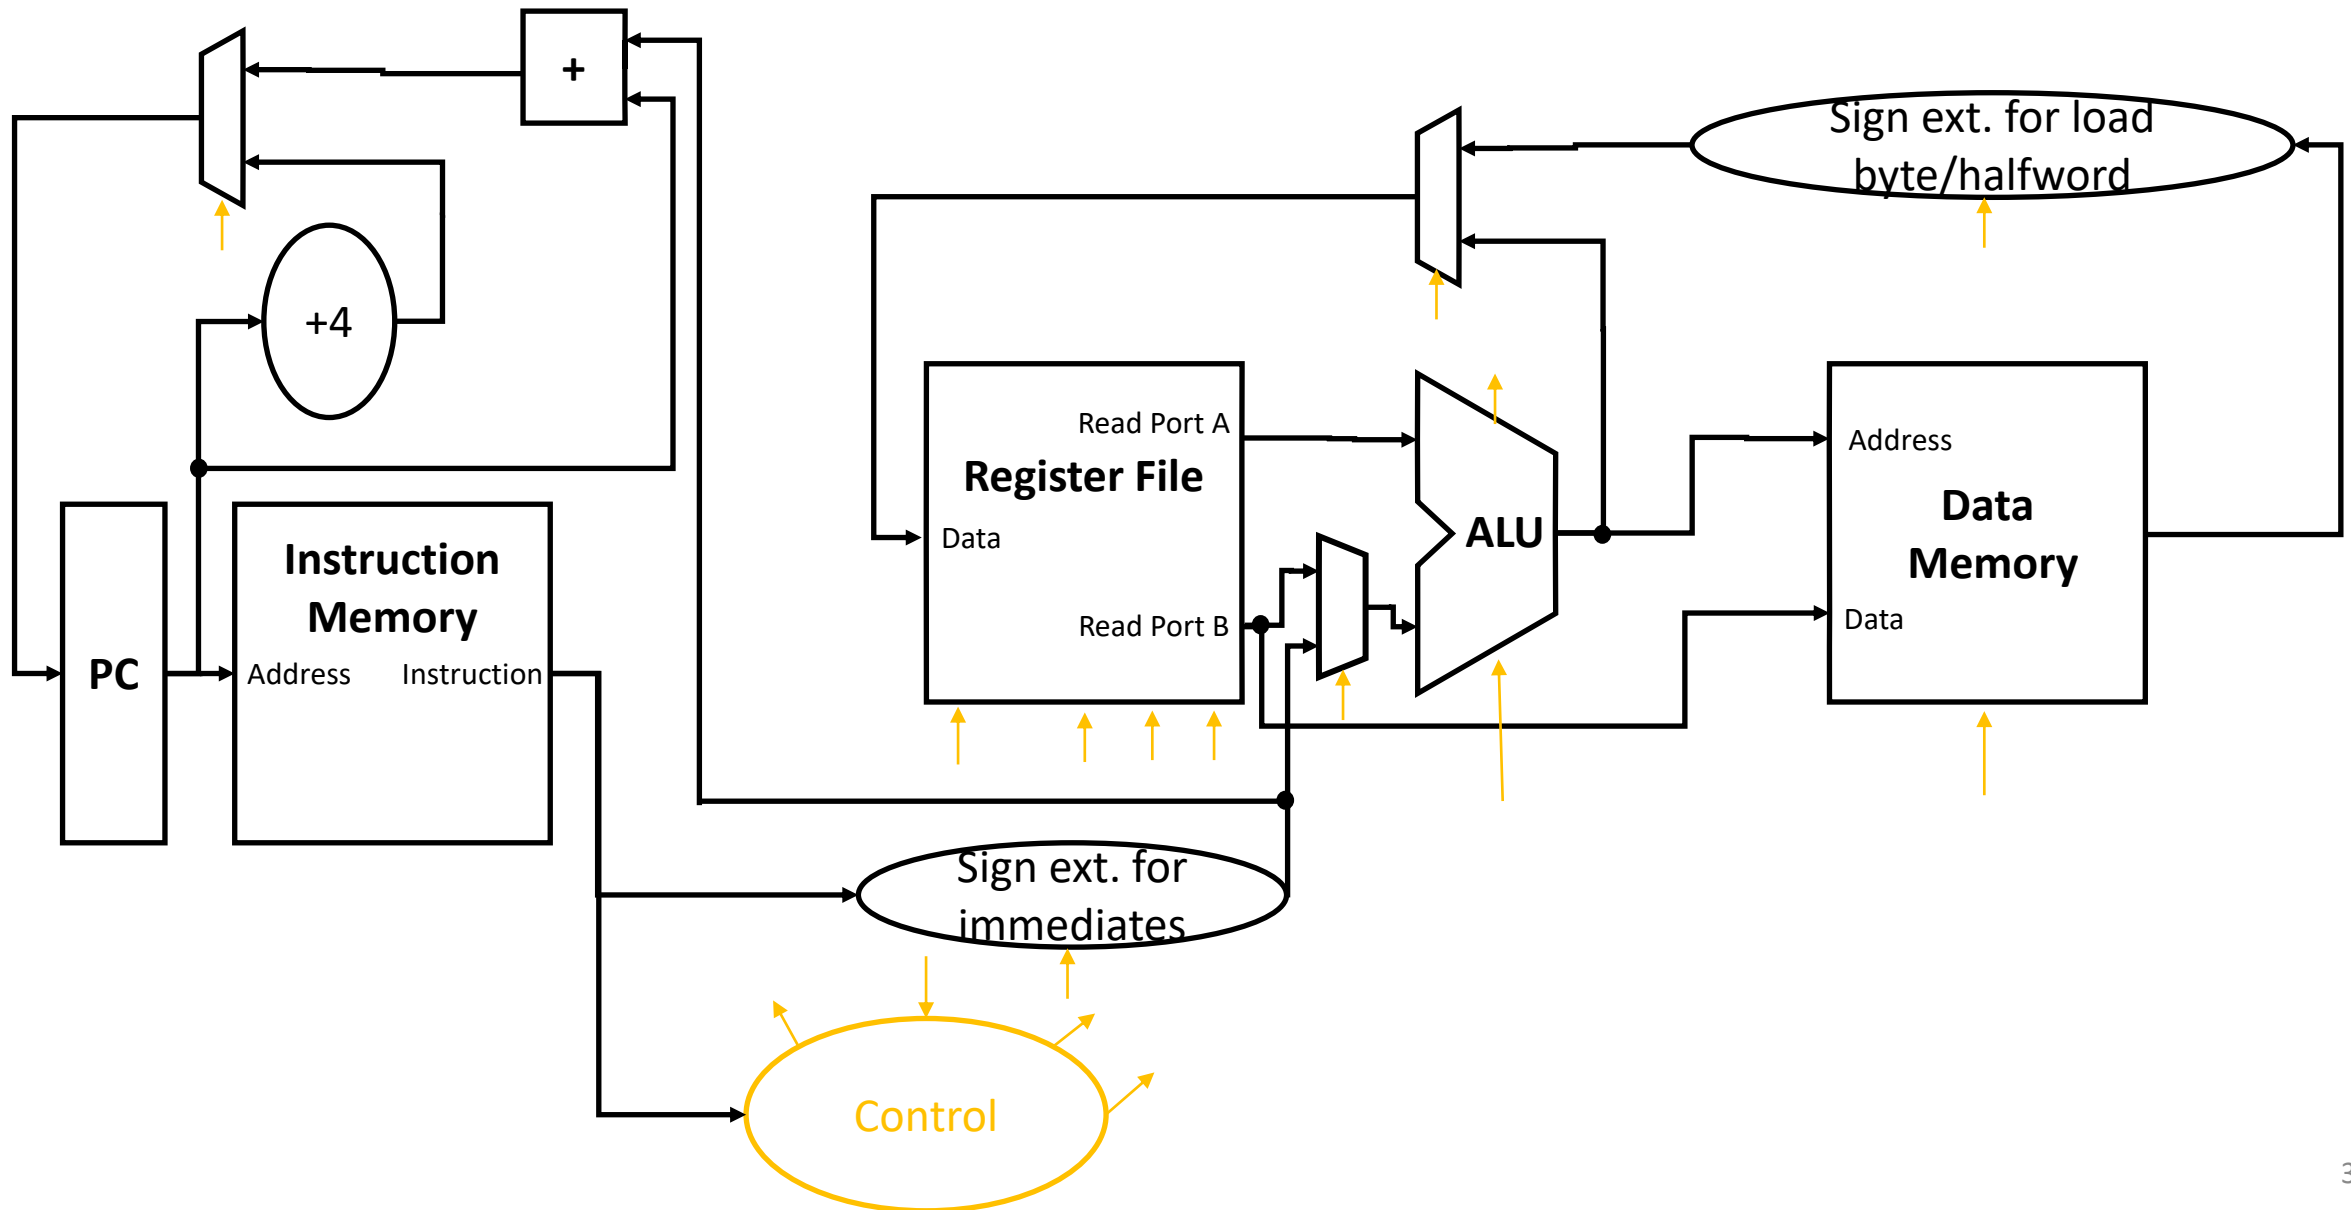 +
Sign ext. for load
byte/halfword
+4
Read Port A
Register File
Data
Read Port B
ALU
Address
Data
Memory
Data
Instruction
Memory
PC
Address
Instruction
Sign ext. for
immediates
Control
3